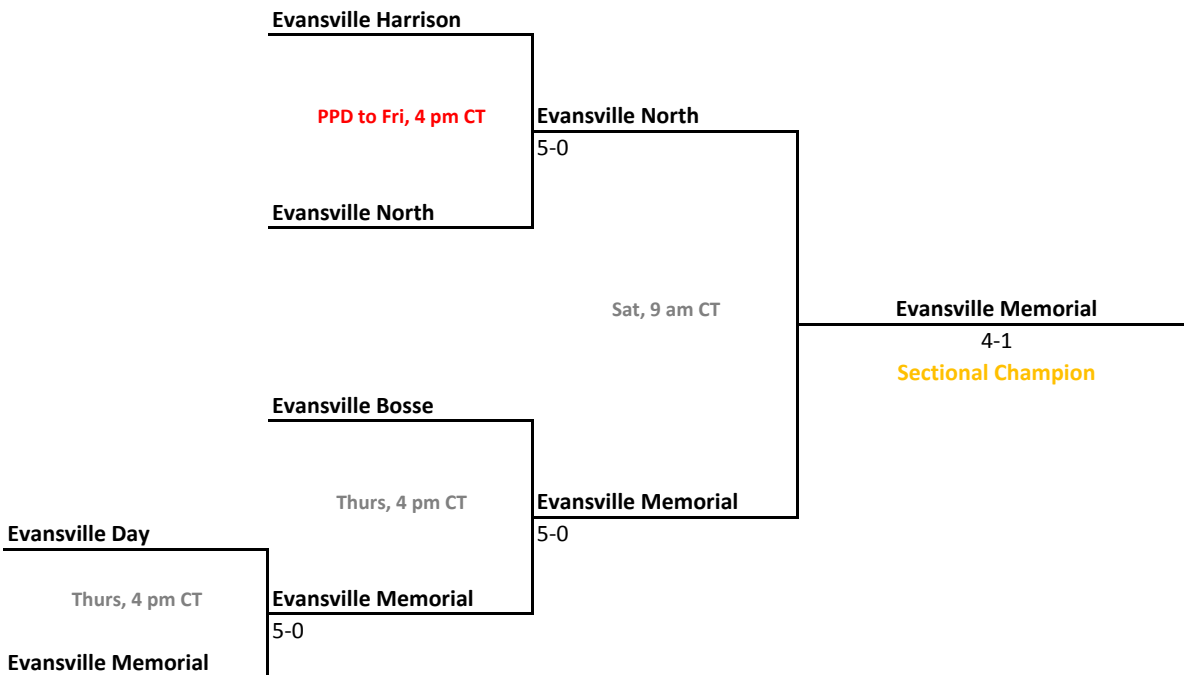 Evansville Harrison
PPD to Fri, 4 pm CT
Evansville North
5-0
Evansville North
Sat, 9 am CT
Evansville Memorial
4-1
Sectional Champion
Evansville Bosse
Thurs, 4 pm CT
Evansville Memorial
5-0
Evansville Day
Thurs, 4 pm CT
Evansville Memorial
5-0
Evansville Memorial